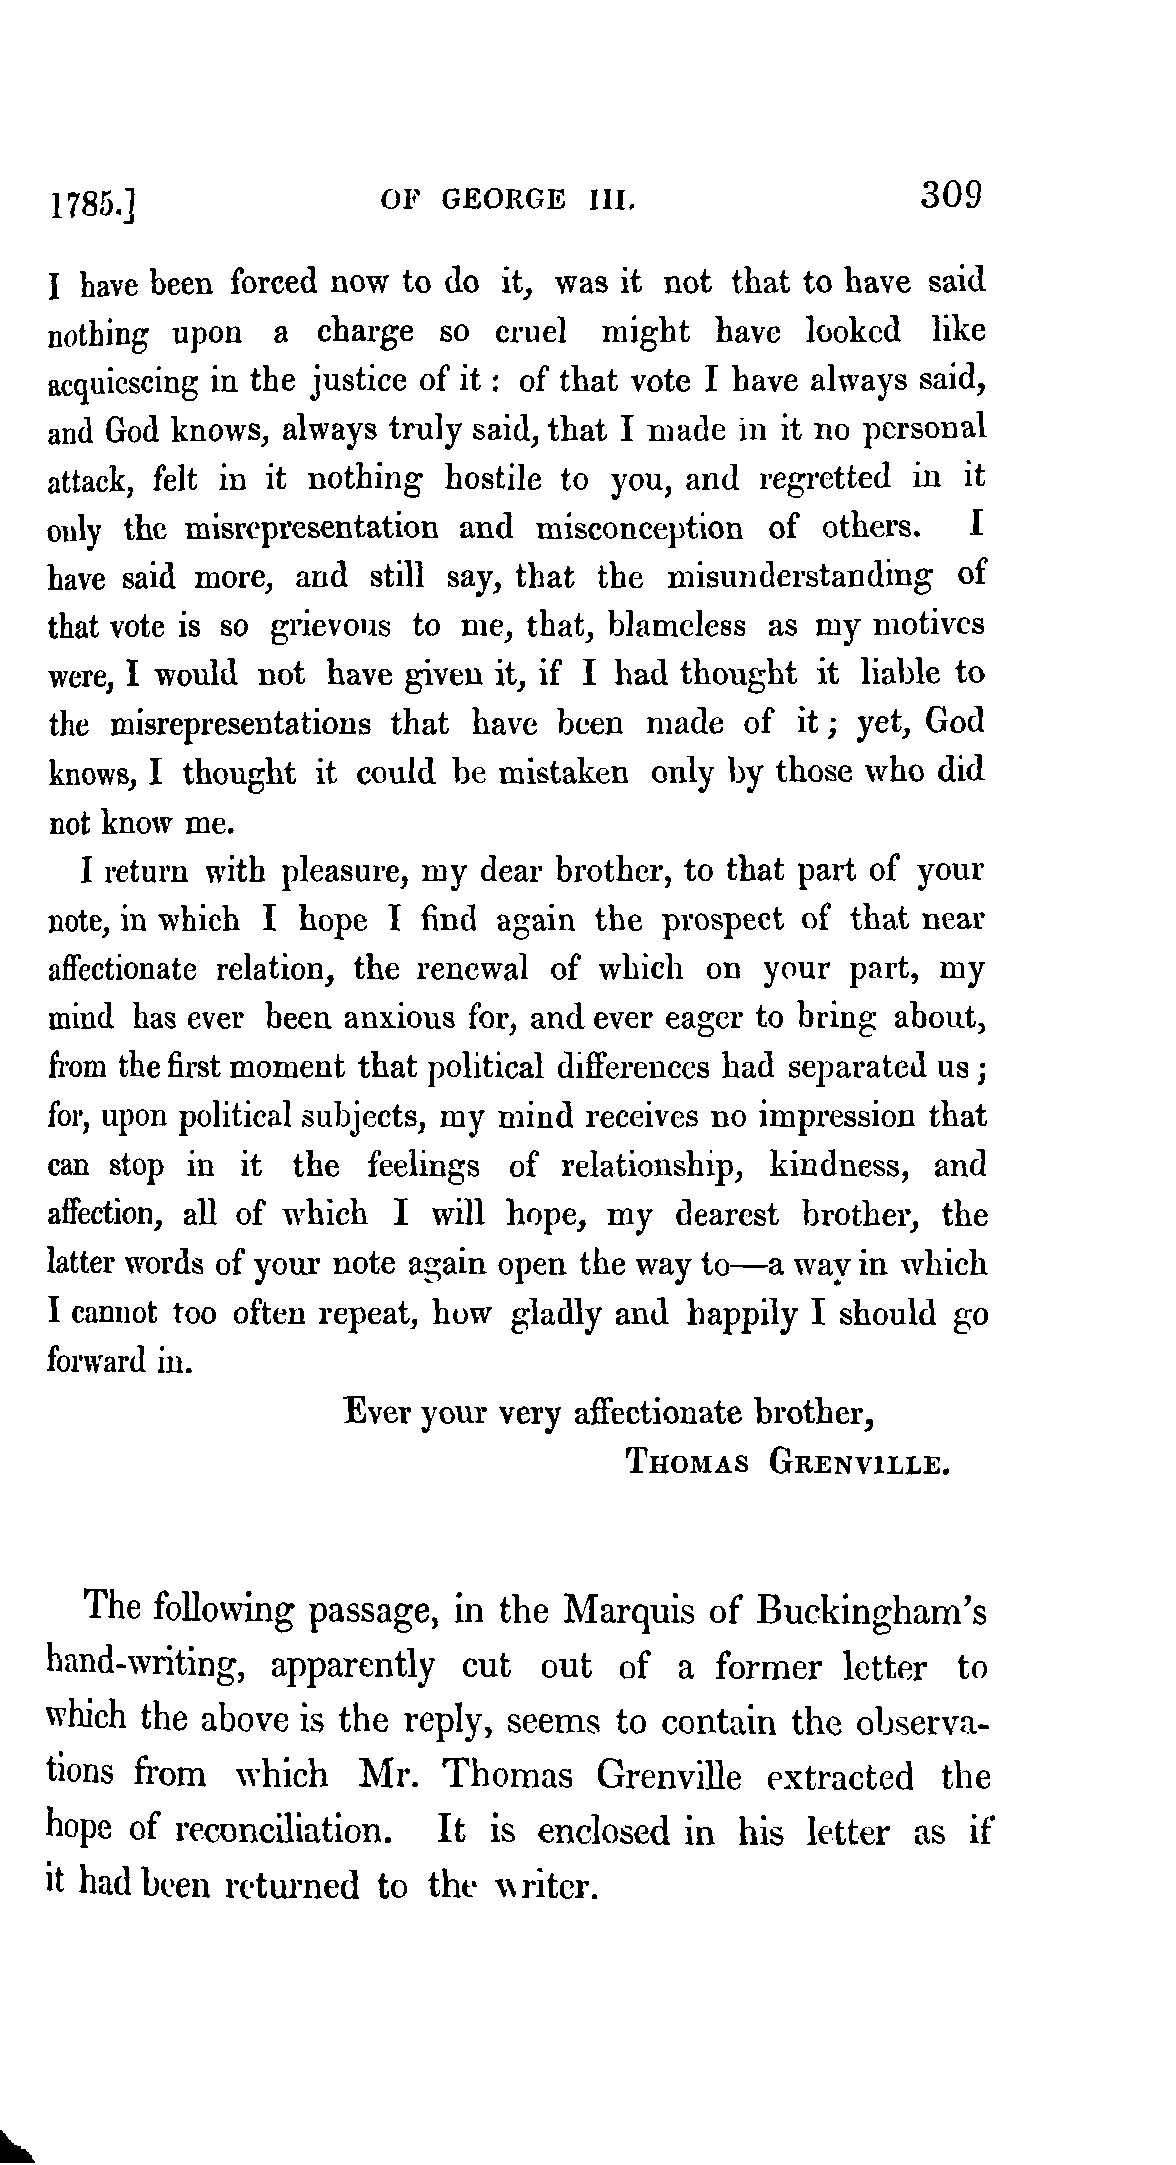 1785.] OF GEORGE III. 309
I have been forced now to do it, was it not that to have said
nothing upon a charge so cruel might have looked like
acquiescing in the justice of it : of that vote I have always said,
and God knows, always truly said, that I made in it no personal
attack, felt in it nothing hostile to you, and regretted in it
only the misrepresentation and misconception of others. I
have said more, and still say, that the misunderstanding of
that vote is so grievous to me, that, blameless as my motives
were, I would not have given it, if I had thought it liable to
the misrepresentations that have been made of it ; yet, God
knows, I thought it could be mistaken only by those who did
not know me.
I return with pleasure, my dear brother, to that part of your
note, in which I hope I find again the prospect of that near
affectionate relation, the renewal of which on your part, my
mind has ever been anxious for, and ever eager to bring about,
from the first moment that political differences had separated us ;
for, upon political subjects, my mind receives no impression that
can stop in it the feelings of relationship, kindness, and
affection, all of which I will hope, my dearest brother, the
latter words of your note again open the way to—a way in which
I cannot too often repeat, how gladly and happily I should go
forward in.
Ever your very affectionate brother,
THOMAS GRENVILLE.
The following passage, in the Marquis of Buckingham's
hand-writing, apparently cut out of a former letter to
which the above is the reply, seems to contain the observa-
tions from which Mr. Thomas Grenville extracted the
hope of reconciliation. It is enclosed in his letter as if
it had been returned to the writer.